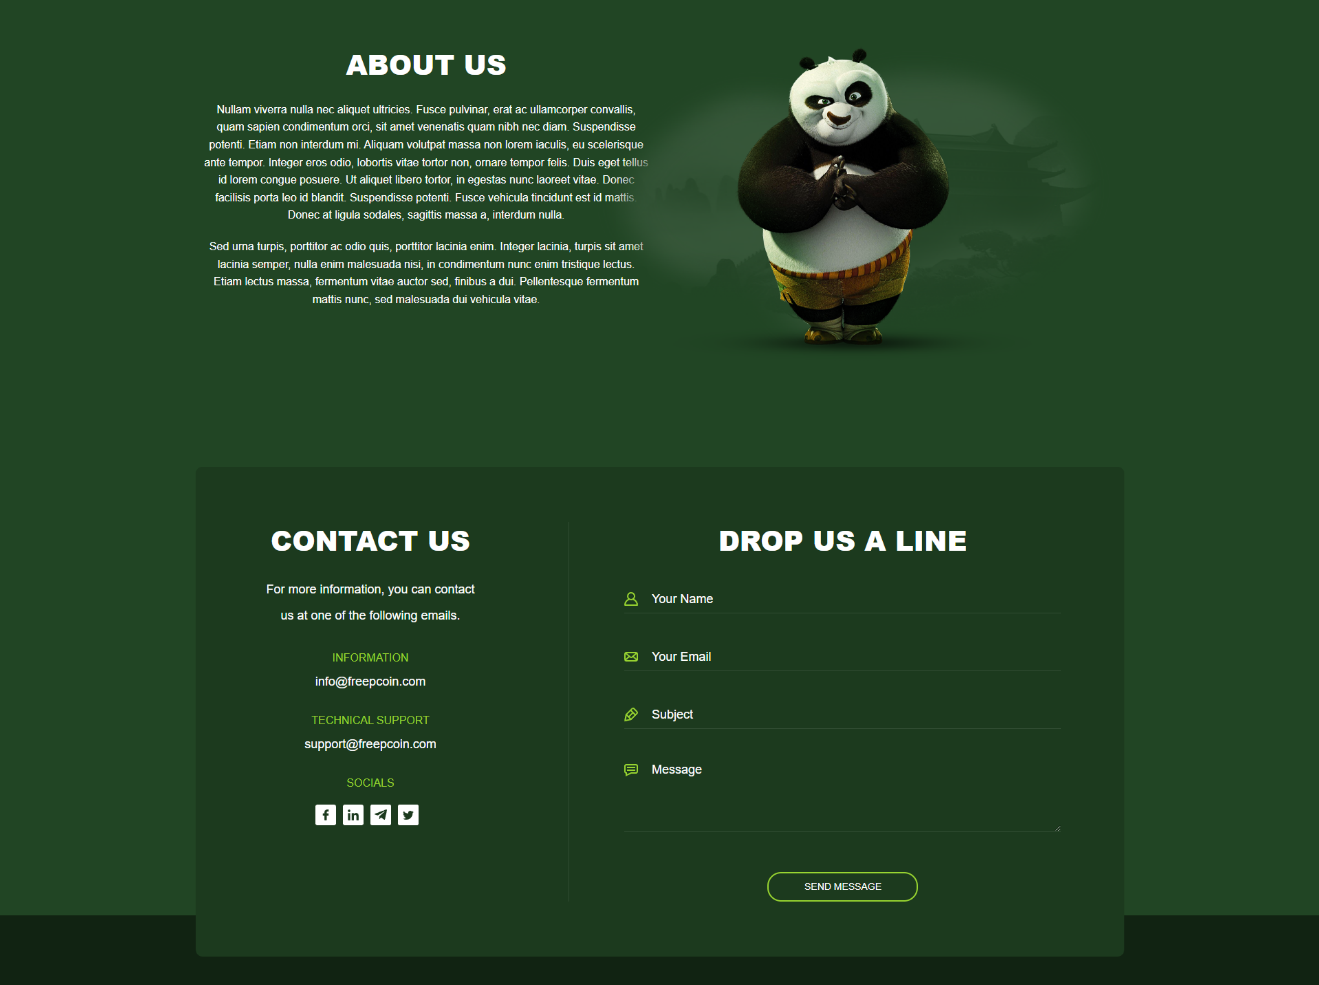 ABOUT US
Nullam viverra nulla nec aliquet ultricies. Fusce pulvinar, erat ac ullamcorper convallis,
quam sapien condimentum orci, sit amet venenatis quam nibh nec diam. Suspendisse
potenti. Etiam non interdum mi. Aliquam volutpat massa non lorem iaculis, eu scelerisque
ante tempor. Integer eros odio, lobortis vitae tortor non, ornare tempor felis. Duis eget tellus
id lorem congue posuere. Ut aliquet libero tortor, in egestas nunc laoreet vitae. Donec
facilisis porta leo id blandit. Suspendisse potenti. Fusce vehicula tincidunt est id mattis.
Donec at ligula sodales, sagittis massa a, interdum nulla.
Sed urna turpis, porttitor ac odio quis, porttitor lacinia enim. Integer lacinia, turpis sit amet
lacinia semper, nulla enim malesuada nisi, in condimentum nunc enim tristique lectus.
Etiam lectus massa, fermentum vitae auctor sed, finibus a dui. Pellentesque fermentum
mattis nunc, sed malesuada dui vehicula vitae.
CONTACT US
For more information, you can contact
us at one of the following emails.
INFORMATION
info@freepcoin.com
TECHNICAL SUPPORT
support@freepcoin.com
SOCIALS
DROP US A LINE
Your Name
Your Email
Subject
Message
SEND MESSAGE